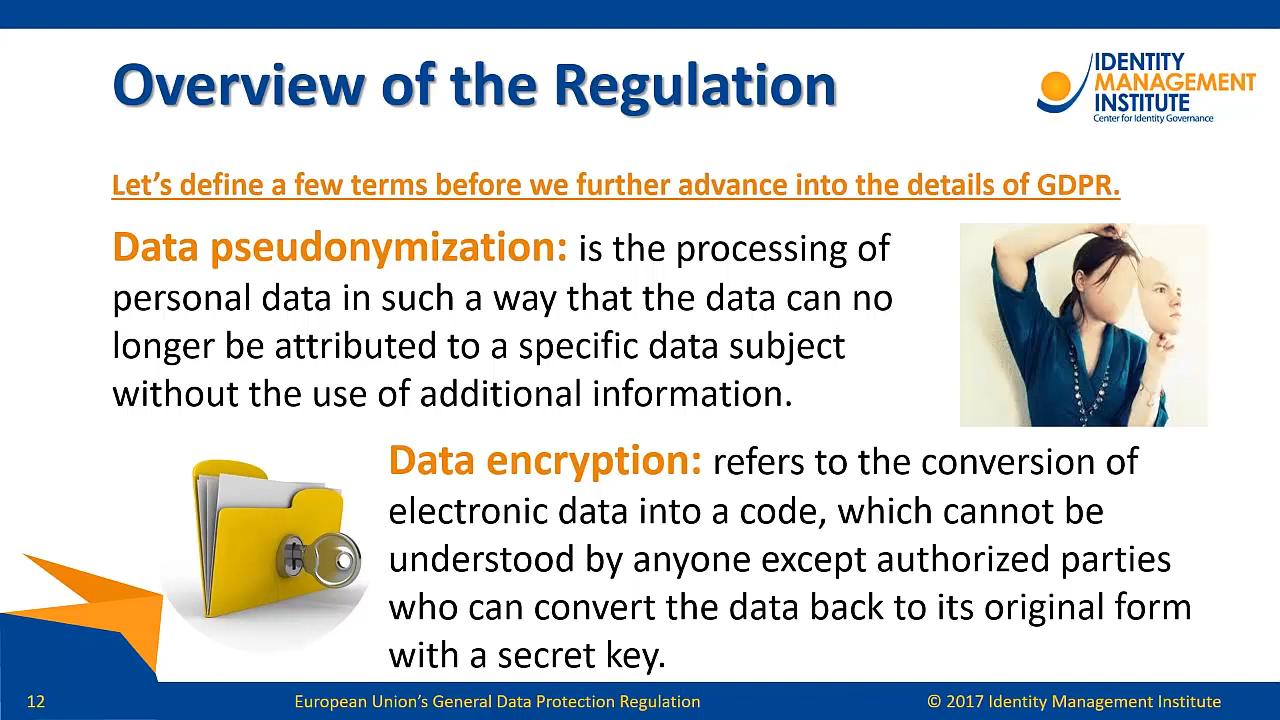 Overview of the Regulation
IDENTITY
MANAGEMENT
INSTITUTE
Center for Identity Governance
Let's define a few terms before we further advance into the details of GDPR.
Data pseudonymization: is the processing of
personal data in such a way that the data can no
longer be attributed to a specific data subject
without the use of additional information.
Data encryption: refers to the conversion of
electronic data into a code, which cannot be
understood by anyone except authorized parties
who can convert the data back to its original form
with a secret key.
12
European Union's General Data Protection Regulation
© 2017 Identity Management Institute